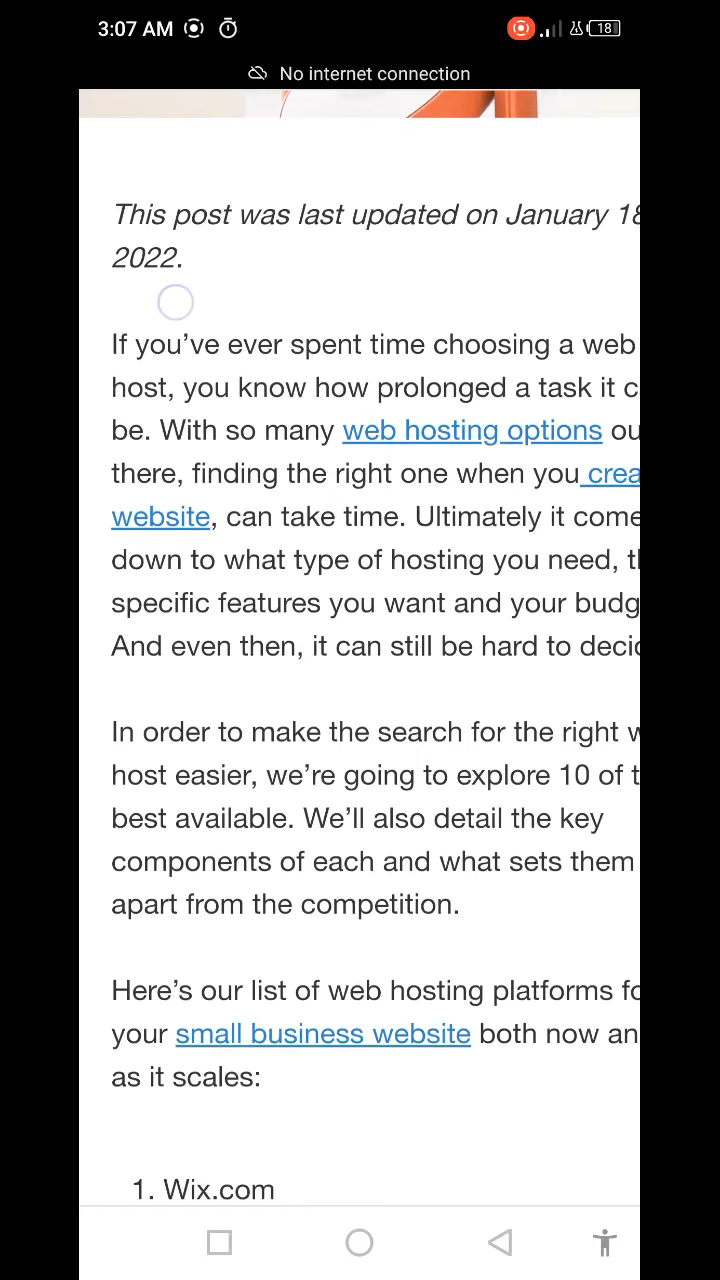 3:07 AM
18
No internet connection
This post was last updated on January 18
2022.
If you’ve ever spent time choosing a web
host, you know how prolonged a task it c
be. With so many web hosting options ou
there, finding the right one when you crea
website, can take time. Ultimately it come
down to what type of hosting you need, t
specific features you want and your budg
And even then, it can still be hard to deci
In order to make the search for the right w
host easier, we’re going to explore 10 of t
best available. We’ll also detail the key
components of each and what sets them
apart from the competition.
Here’s our list of web hosting platforms fo
your small business website both now an
as it scales:
1. Wix.com